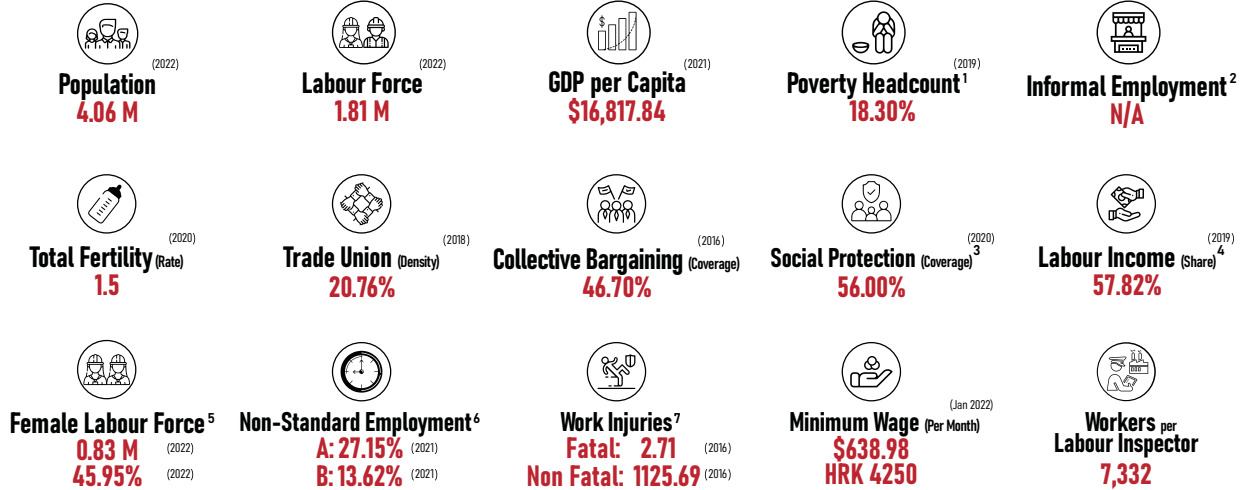 (2022)
Population
4.06 M
(2022)
Labour Force
1.81 M
$
(2021)
GDP per Capita
$16,817.84
(2019)
Poverty Headcount 1
18.30%
Informal Employment 2
N/A
(2020)
Total Fertility (Rate)
1.5
(2018)
Trade Union (Density)
20.76%
(2016)
Collective Bargaining (Coverage)
46.70%
(2020)
Social Protection (Coverage) 3
56.00%
(2019)
Labour Income (Share) 4
57.82%
Female Labour Force 5
0.83 M (2022)
45.95% (2022)
Non-Standard Employment 6
A: 27.15% (2021)
B: 13.62% (2021)
Work Injuries 7
Fatal: 2.71 (2016)
Non Fatal: 1125.69 (2016)
(Jan 2022)
Minimum Wage (Per Month)
$638.98
HRK 4250
Workers per
Labour Inspector
7,332